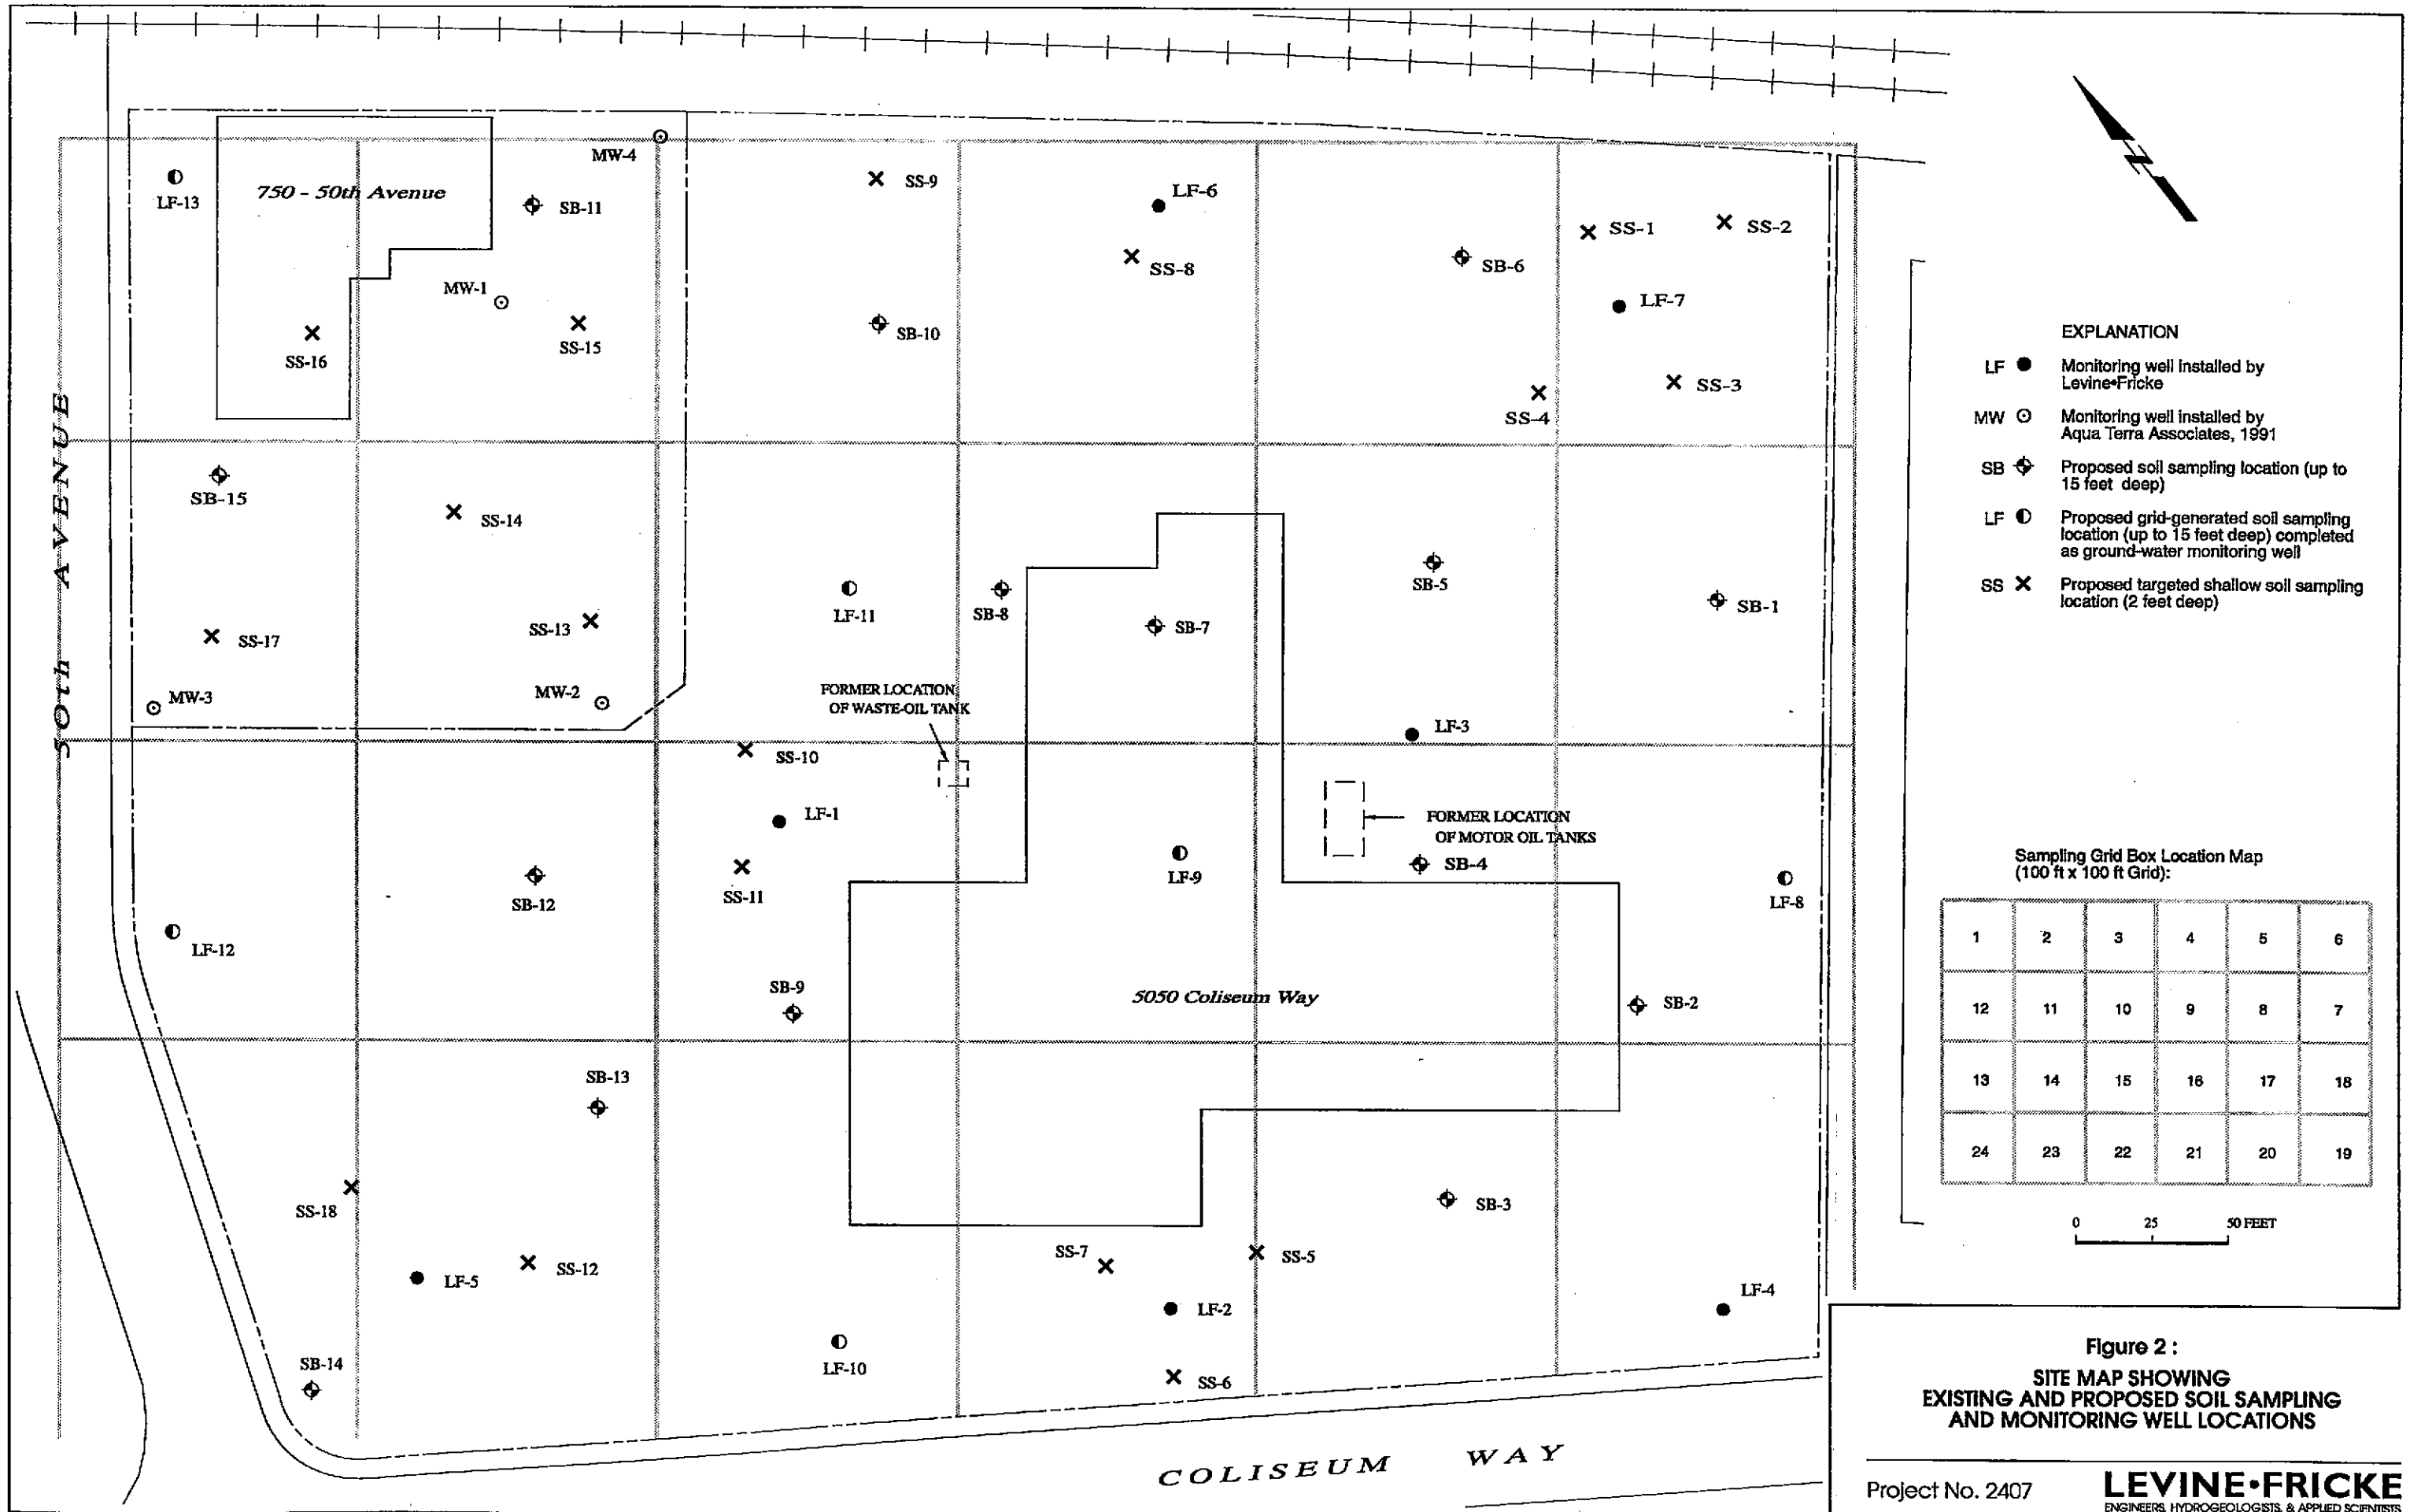 MW-4
LF-13
750 - 50th Avenue
SB-11
SS-9
LF-6
SS-1
SS-2
SS-8
SB-6
MW-1
LF-7
SB-10
SS-15
SS-16
SS-3
SS-4
50th AVENUE
SB-15
SS-14
SB-5
SB-1
LF-11
SB-8
SB-7
SS-13
SS-17
MW-3
MW-2
FORMER LOCATION
OF WASTE-OIL TANK
LF-3
SS-10
LF-1
FORMER LOCATION
OF MOTOR OIL TANKS
SB-4
LF-9
SS-11
SB-12
LF-8
LF-12
SB-9
5050 Coliseum Way
SB-2
SB-13
SS-18
SB-3
SS-7
SS-5
SS-12
LF-5
LF-2
LF-4
SB-14
LF-10
SS-6
COLISEUM WAY
EXPLANATION
LF Monitoring well installed by
Levine•Fricke
MW Monitoring well installed by
Aqua Terra Associates, 1991
SB Proposed soil sampling location (up to
15 feet deep)
LF Proposed grid-generated soil sampling
location (up to 15 feet deep) completed
as ground-water monitoring well
SS Proposed targeted shallow soil sampling
location (2 feet deep)
Sampling Grid Box Location Map
(100 ft x 100 ft Grid):
1 2 3 4 5 6
12 11 10 9 8 7
13 14 15 16 17 18
24 23 22 21 20 19
0 25 50 FEET
Figure 2 :
SITE MAP SHOWING
EXISTING AND PROPOSED SOIL SAMPLING
AND MONITORING WELL LOCATIONS
Project No. 2407
LEVINE•FRICKE
ENGINEERS, HYDROGEOLOGISTS, & APPLIED SCIENTISTS